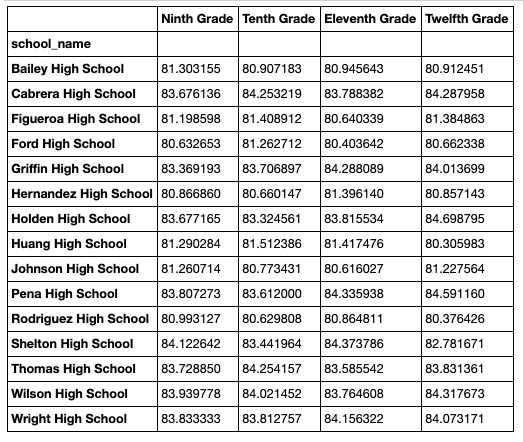 Ninth Grade Tenth Grade Eleventh Grade Twelfth Grade
school_name
Bailey High School 81.303155 80.907183 80.945643 80.912451
Cabrera High School 83.676136 84.253219 83.788382 84.287958
Figueroa High School 81.198598 81.408912 80.640339 81.384863
Ford High School 80.632653 81.262712 80.403642 80.662338
Griffin High School 83.369193 83.706897 84.288089 84.013699
Hernandez High School 80.866860 80.660147 81.396140 80.857143
Holden High School 83.677165 83.324561 83.815534 84.698795
Huang High School 81.290284 81.512386 81.417476 80.305983
Johnson High School 81.260714 80.773431 80.616027 81.227564
Pena High School 83.807273 83.612000 84.335938 84.591160
Rodriguez High School 80.993127 80.629808 80.864811 80.376426
Shelton High School 84.122642 83.441964 84.373786 82.781671
Thomas High School 83.728850 84.254157 83.585542 83.831361
Wilson High School 83.939778 84.021452 83.764608 84.317673
Wright High School 83.833333 83.812757 84.156322 84.073171